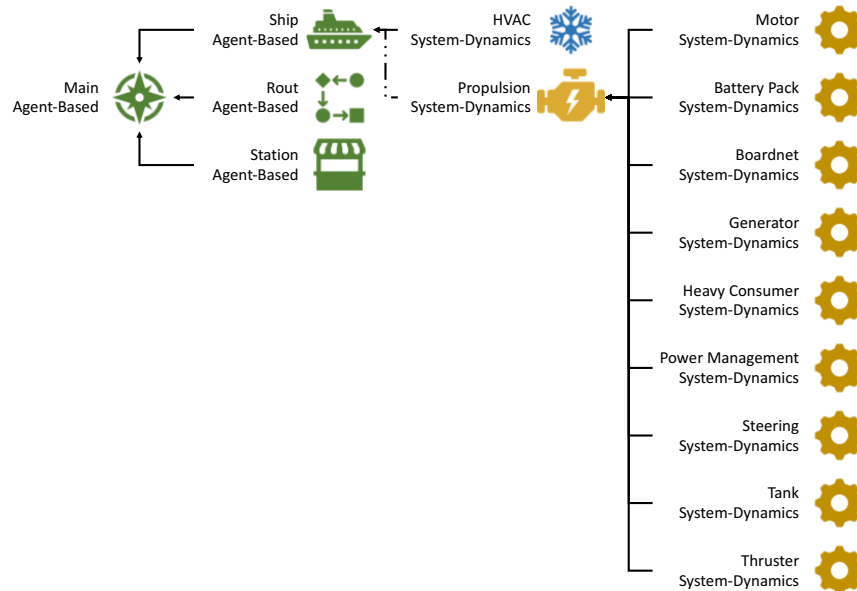 Main
Agent-Based
Ship
Agent-Based
Rout
Agent-Based
Station
Agent-Based
HVAC
System-Dynamics
Propulsion
System-Dynamics
Motor
System-Dynamics
Battery Pack
System-Dynamics
Boardnet
System-Dynamics
Generator
System-Dynamics
Heavy Consumer
System-Dynamics
Power Management
System-Dynamics
Steering
System-Dynamics
Tank
System-Dynamics
Thruster
System-Dynamics